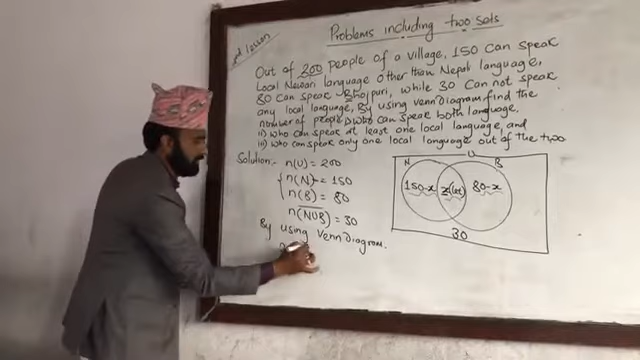 Problems including two sets
2nd lesson
Out of 200 people of a village, 150 can speak
Local Newari language other than Nepali language,
80 can speak Bhojpuri, while 30 can not speak
any local language, By using venn diagram find the
number of people i) who can speak both language,
ii) who can speak at least one local language, and
iii) who can speak only one local language out of the two
Solution:- n(U) = 200
n(N) = 150
n(B) = 80
n(N∪B)̅ = 30
By using Venn diagram.
U
N B
150-x x(let) 80-x
30